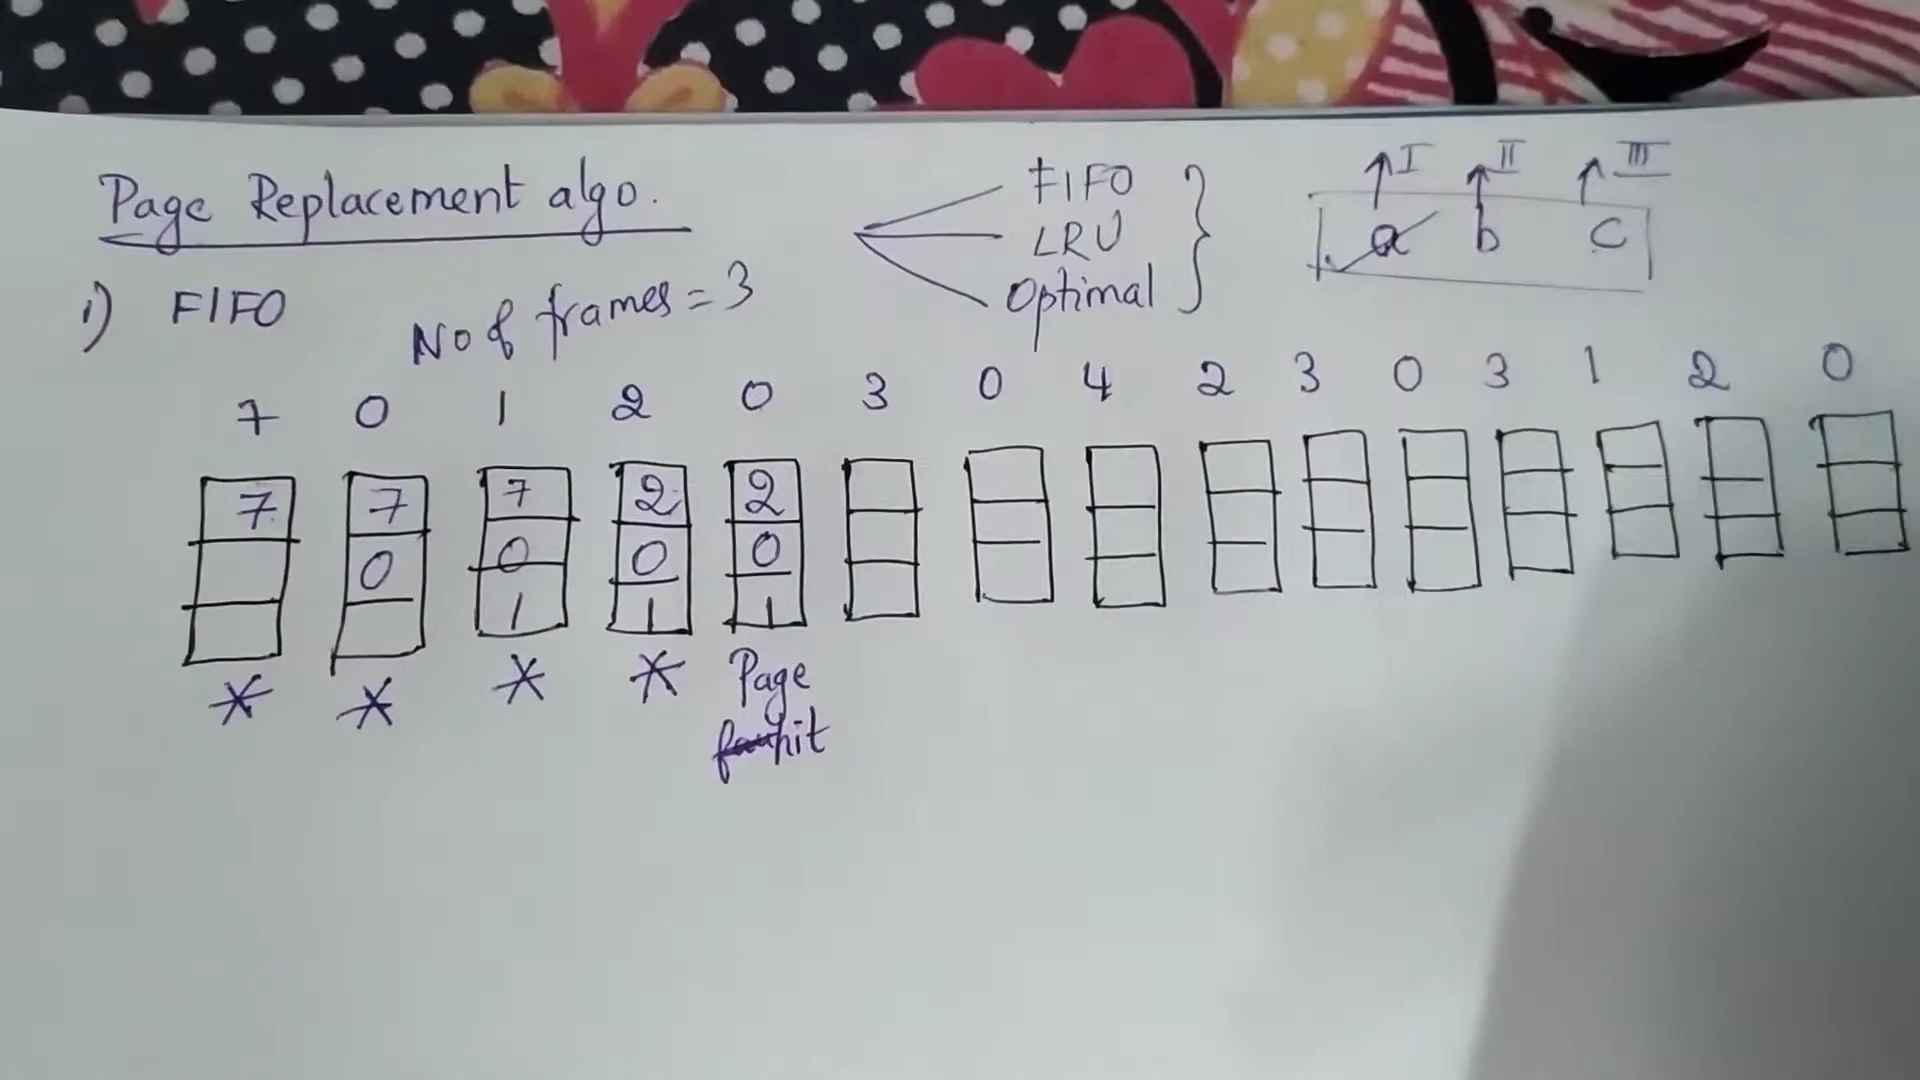 Page Replacement algo.
FIFO
LRU
Optimal
I II III
a b c
1) FIFO
No of frames = 3
7 0 1 2 0 3 0 4 2 3 0 3 1 2 0
7 7 7 2 2
0 0 0 0
1 1 1
* * * * Page
hit